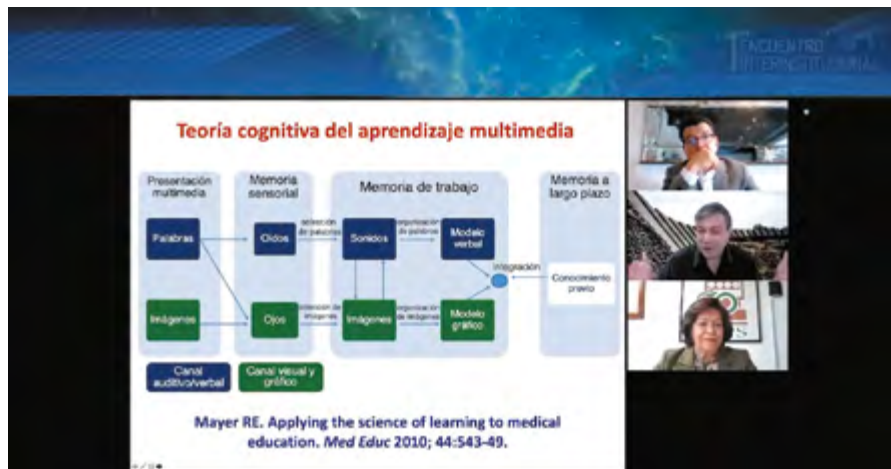 ENCUENTRO
INTERINSTITUCIONAL
Teoría cognitiva del aprendizaje multimedia
Presentación
multimedia
Memoria
sensorial
Memoria de trabajo
Memoria a
largo plazo
Palabras
Oídos
selección
de palabras
Sonidos
organización
de palabras
Modelo
verbal
Integración
Conocimiento
previo
Imágenes
Ojos
selección de
imágenes
Imágenes
organización
de imágenes
Modelo
gráfico
Canal
auditivo/verbal
Canal visual y
gráfico
Mayer RE. Applying the science of learning to medical
education. Med Educ 2010; 44:543-49.